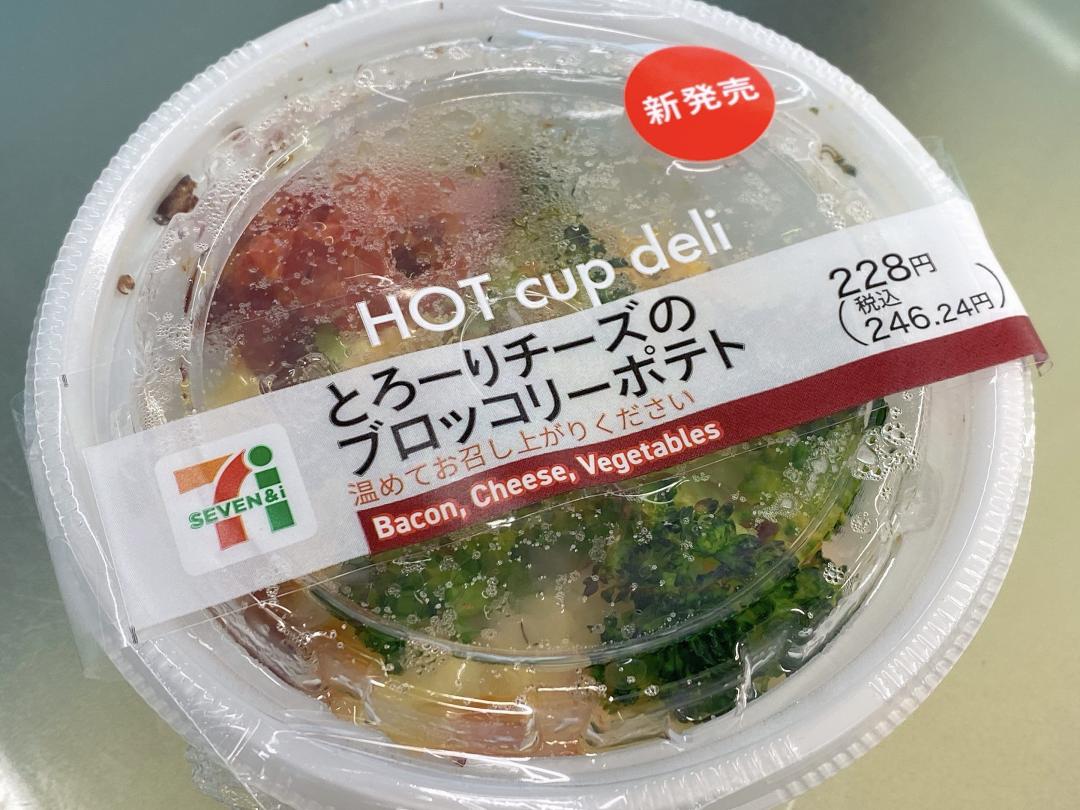 新発売
HOT cup deli
とろーりチーズの
ブロッコリーポテト
228円
(税込
246.24円)
温めてお召し上がりください
Bacon, Cheese, Vegetables
SEVEN&i